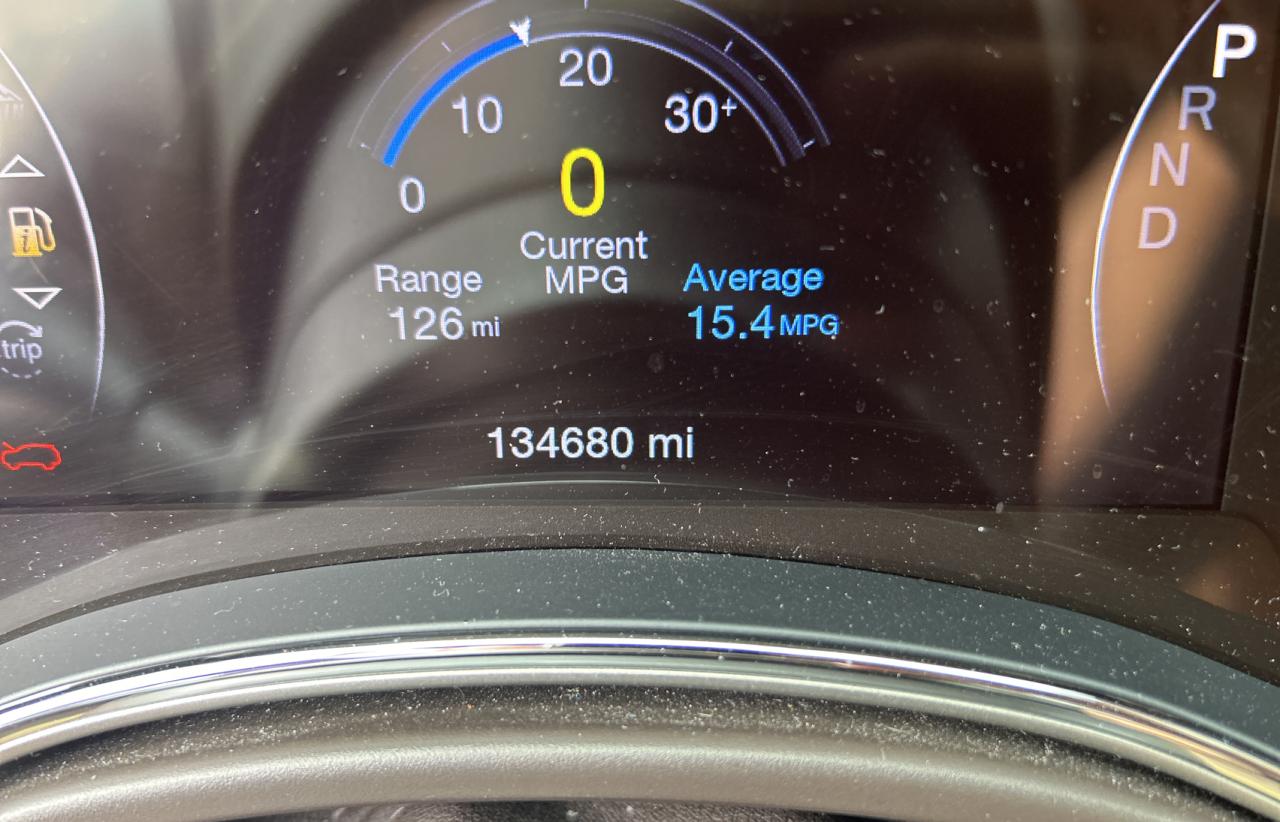 20
10
30+
0
0
Current
MPG
Range
126 mi
Average
15.4 MPG
134680 mi
trip
P
R
N
D